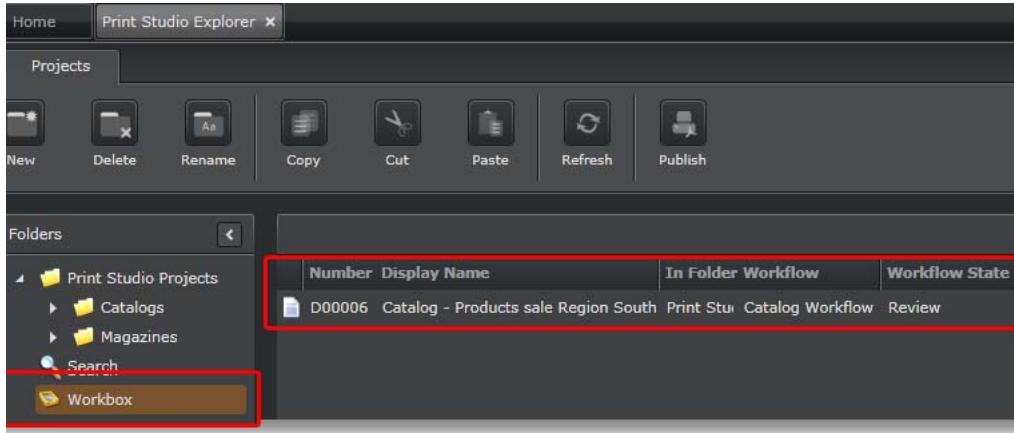 Home Print Studio Explorer ×
Projects
New Delete Rename Copy Cut Paste Refresh Publish
Folders
Print Studio Projects
Catalogs
Magazines
Search
Workbox
Number Display Name In Folder Workflow Workflow State
D00006 Catalog - Products sale Region South Print Stu Catalog Workflow Review